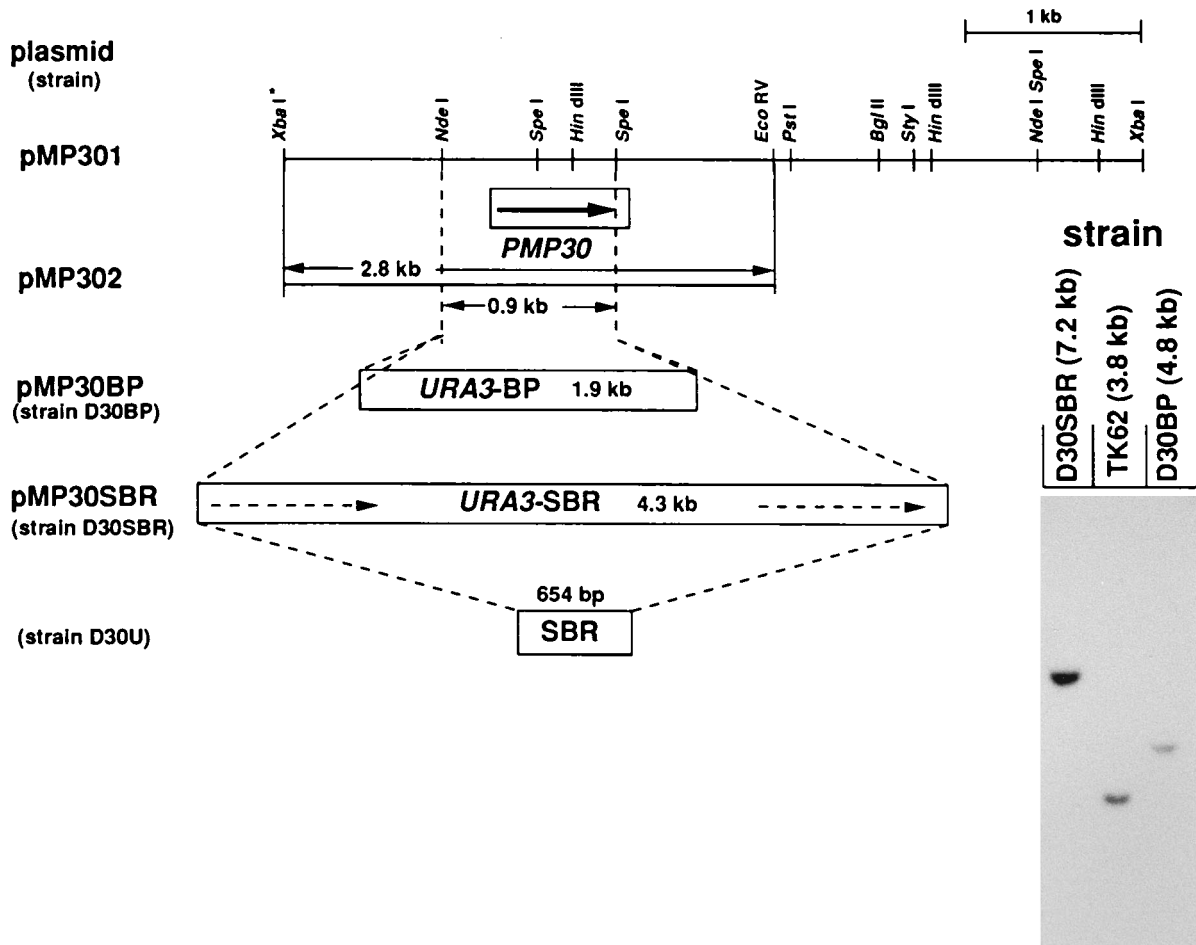 1 kb
plasmid
(strain)
Xba I*
Nde I
Spe I
Hin dIII
Spe I
Eco RV
Pst I
Bgl II
Sty I
Hin dIII
Nde I
Spe I
Hin dIII
Xba I
pMP301
PMP30
pMP302
2.8 kb
0.9 kb
pMP30BP
(strain D30BP)
URA3-BP 1.9 kb
pMP30SBR
(strain D30SBR)
URA3-SBR 4.3 kb
654 bp
(strain D30U)
SBR
strain
D30SBR (7.2 kb)
TK62 (3.8 kb)
D30BP (4.8 kb)